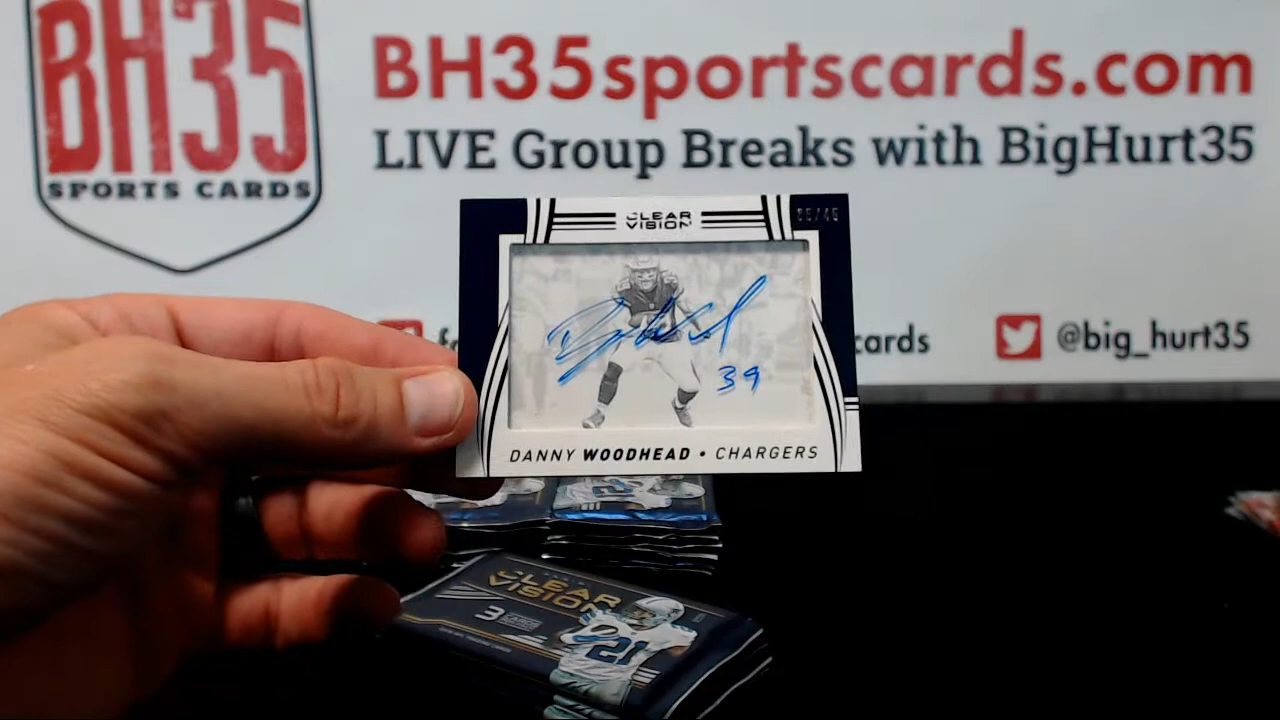 BH35
SPORTS CARDS
BH35sportscards.com
LIVE Group Breaks with BigHurt35
@big_hurt35
cards
CLEAR
VISION
39
DANNY WOODHEAD • CHARGERS
CLEAR
VISION
3
21